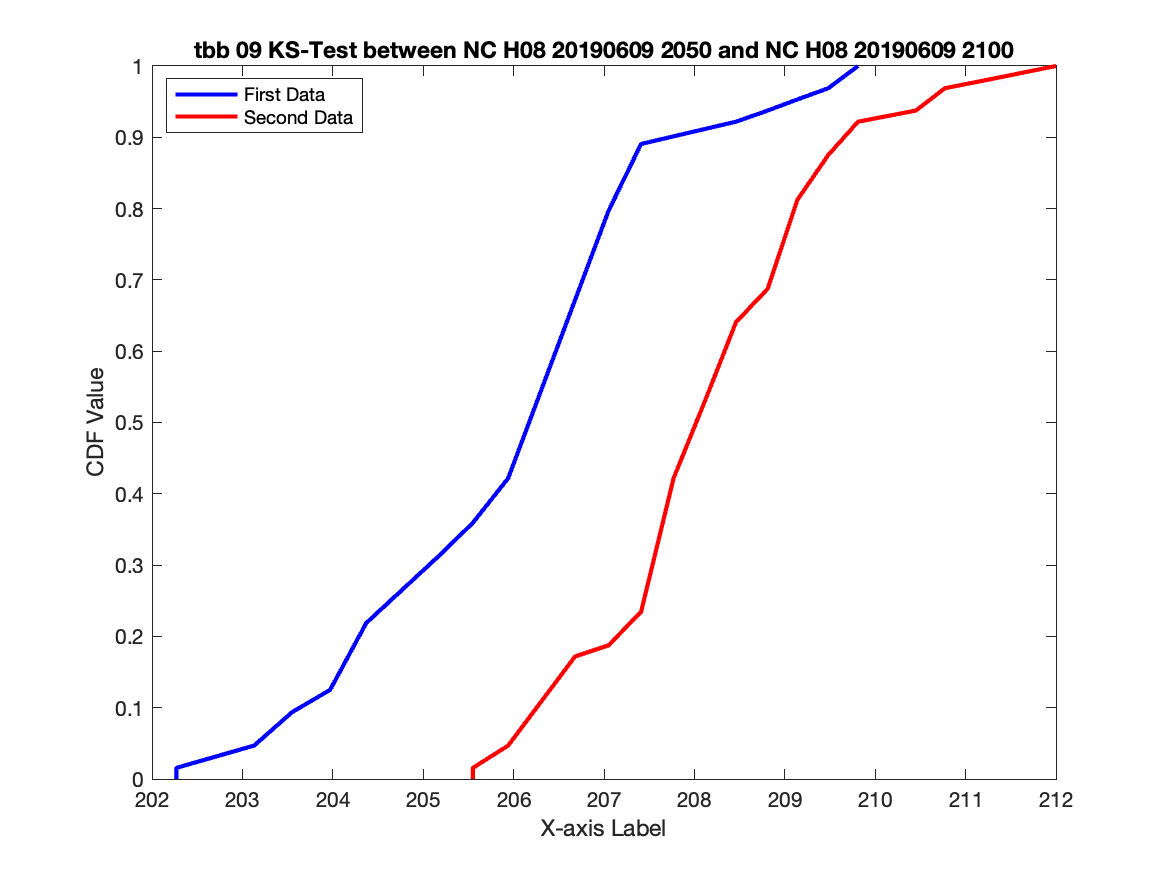 tbb 09 KS-Test between NC H08 20190609 2050 and NC H08 20190609 2100
First Data
Second Data
CDF Value
1
0.9
0.8
0.7
0.6
0.5
0.4
0.3
0.2
0.1
0
202 203 204 205 206 207 208 209 210 211 212
X-axis Label